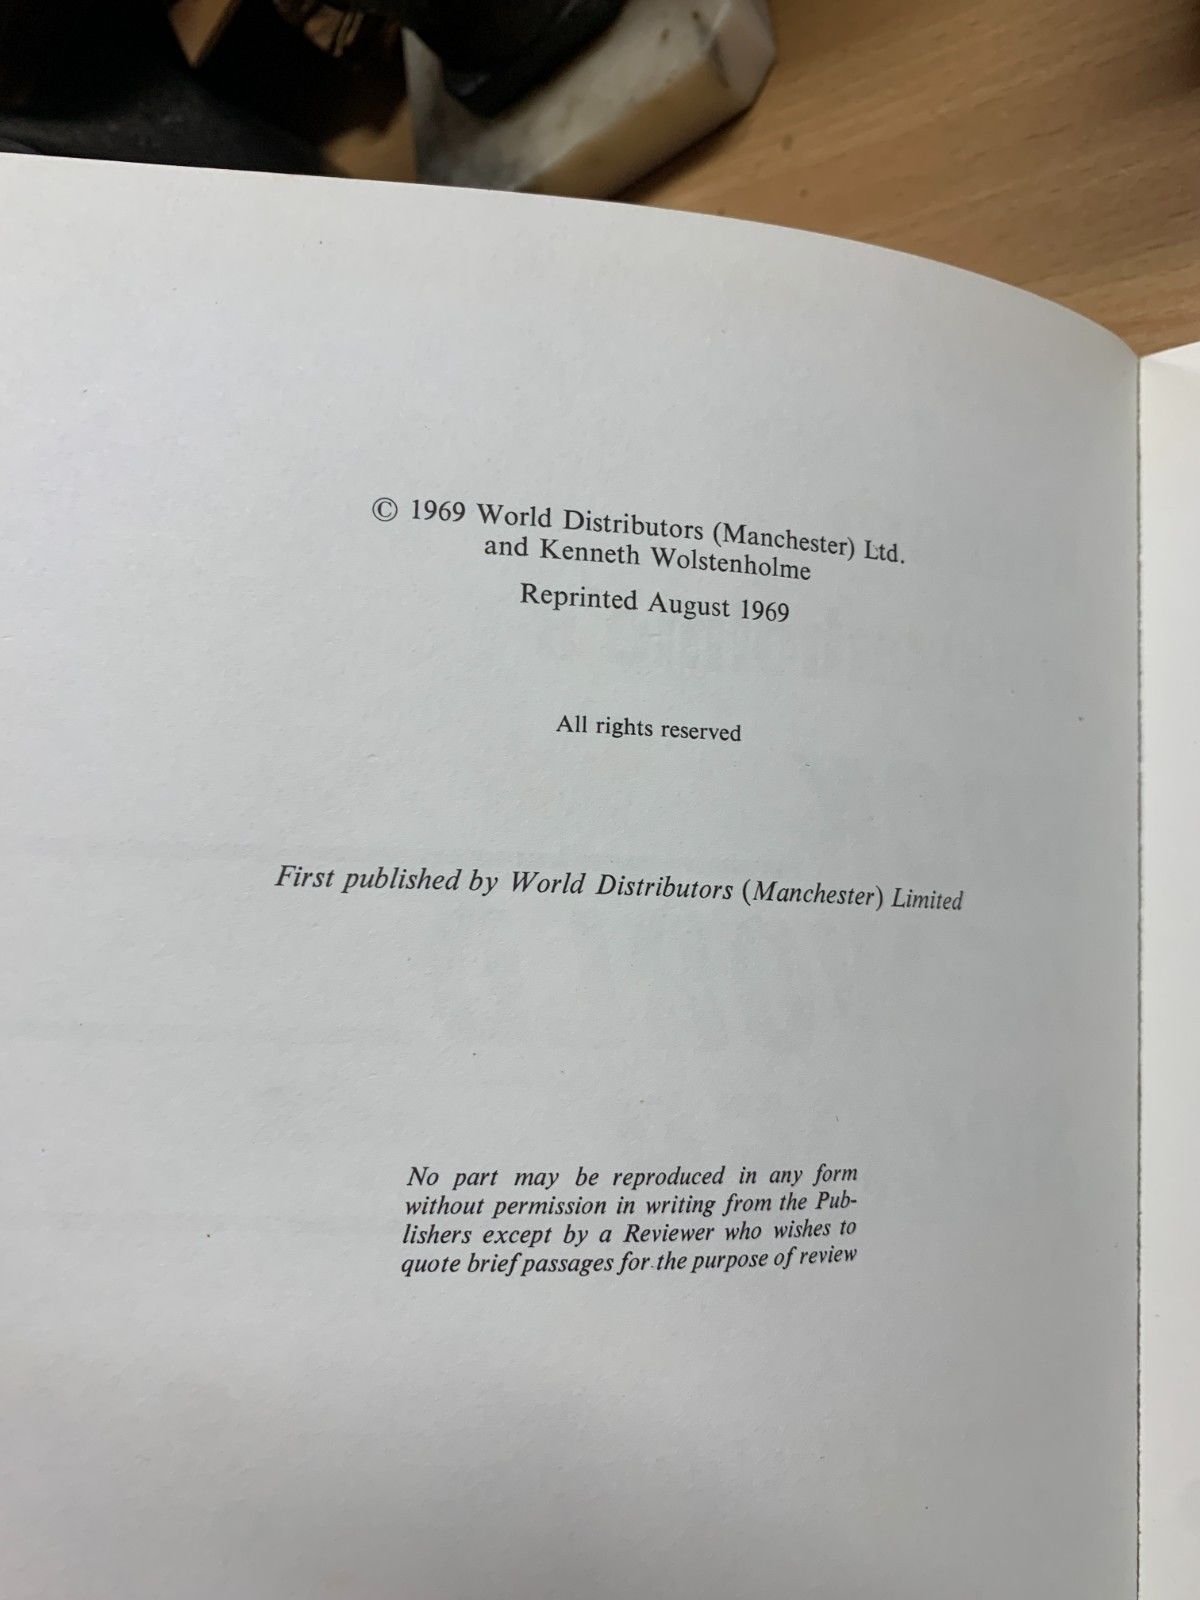 © 1969 World Distributors (Manchester) Ltd.
and Kenneth Wolstenholme
Reprinted August 1969
All rights reserved
First published by World Distributors (Manchester) Limited
No part may be reproduced in any form
without permission in writing from the Pub-
lishers except by a Reviewer who wishes to
quote brief passages for the purpose of review